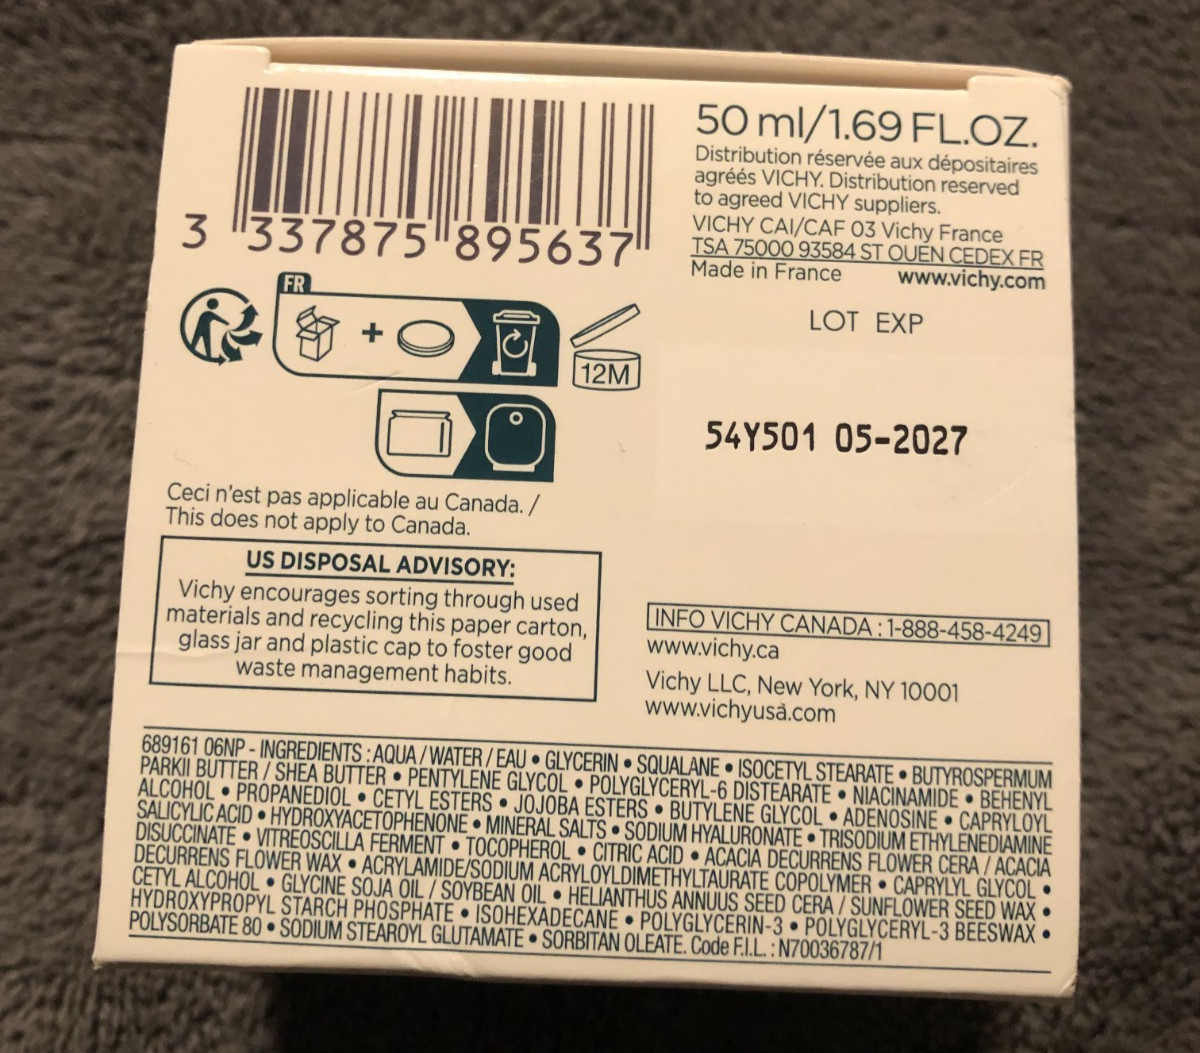 3 337875 895637
50 ml/1.69 FL.OZ.
Distribution réservée aux dépositaires
agréés VICHY. Distribution reserved
to agreed VICHY suppliers.
VICHY CAI/CAF 03 Vichy France
TSA 75000 93584 ST OUEN CEDEX FR
Made in France www.vichy.com
LOT EXP
54Y501 05-2027
FR
+
12M
Ceci n'est pas applicable au Canada. /
This does not apply to Canada.
US DISPOSAL ADVISORY:
Vichy encourages sorting through used
materials and recycling this paper carton,
glass jar and plastic cap to foster good
waste management habits.
INFO VICHY CANADA : 1-888-458-4249
www.vichy.ca
Vichy LLC, New York, NY 10001
www.vichyusa.com
689161 06NP - INGREDIENTS : AQUA / WATER / EAU • GLYCERIN • SQUALANE • ISOCETYL STEARATE • BUTYROSPERMUM
PARKII BUTTER / SHEA BUTTER • PENTYLENE GLYCOL • POLYGLYCERYL-6 DISTEARATE • NIACINAMIDE • BEHENYL
ALCOHOL • PROPANEDIOL • CETYL ESTERS • JOJOBA ESTERS • BUTYLENE GLYCOL • ADENOSINE • CAPRYLOYL
SALICYLIC ACID • HYDROXYACETOPHENONE • MINERAL SALTS • SODIUM HYALURONATE • TRISODIUM ETHYLENEDIAMINE
DISUCCINATE • VITREOSCILLA FERMENT • TOCOPHEROL • CITRIC ACID • ACACIA DECURRENS FLOWER CERA / ACACIA
DECURRENS FLOWER WAX • ACRYLAMIDE/SODIUM ACRYLOYLDIMETHYLTAURATE COPOLYMER • CAPRYLYL GLYCOL •
CETYL ALCOHOL • GLYCINE SOJA OIL / SOYBEAN OIL • HELIANTHUS ANNUUS SEED CERA / SUNFLOWER SEED WAX •
HYDROXYPROPYL STARCH PHOSPHATE • ISOHEXADECANE • POLYGLYCERIN-3 • POLYGLYCERYL-3 BEESWAX •
POLYSORBATE 80 • SODIUM STEAROYL GLUTAMATE • SORBITAN OLEATE. Code F.I.L. : N70036787/1